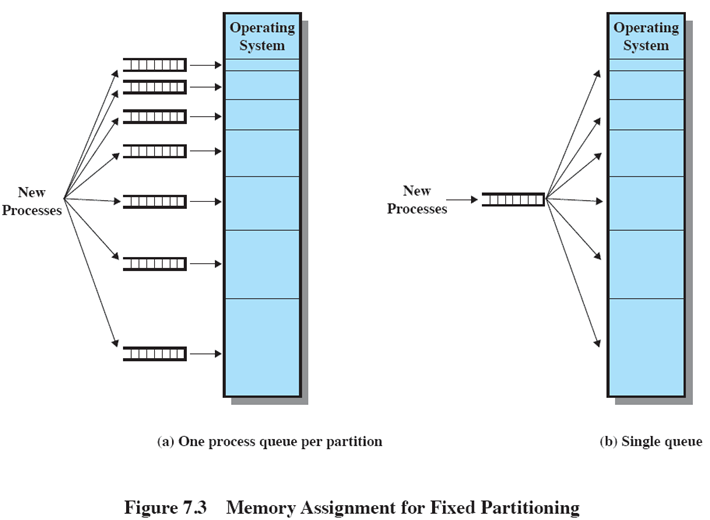 Operating
System
New
Processes
(a) One process queue per partition
Operating
System
New
Processes
(b) Single queue
Figure 7.3 Memory Assignment for Fixed Partitioning